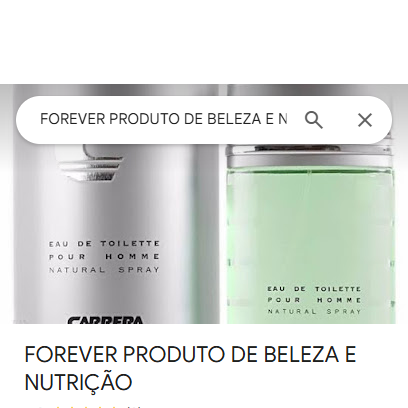 FOREVER PRODUTO DE BELEZA E N
EAU DE TOILETTE
POUR HOMME
NATURAL SPRAY
CARRERA
EAU DE TOILETTE
POUR HOMME
NATURAL SPRAY
FOREVER PRODUTO DE BELEZA E
NUTRIÇÃO